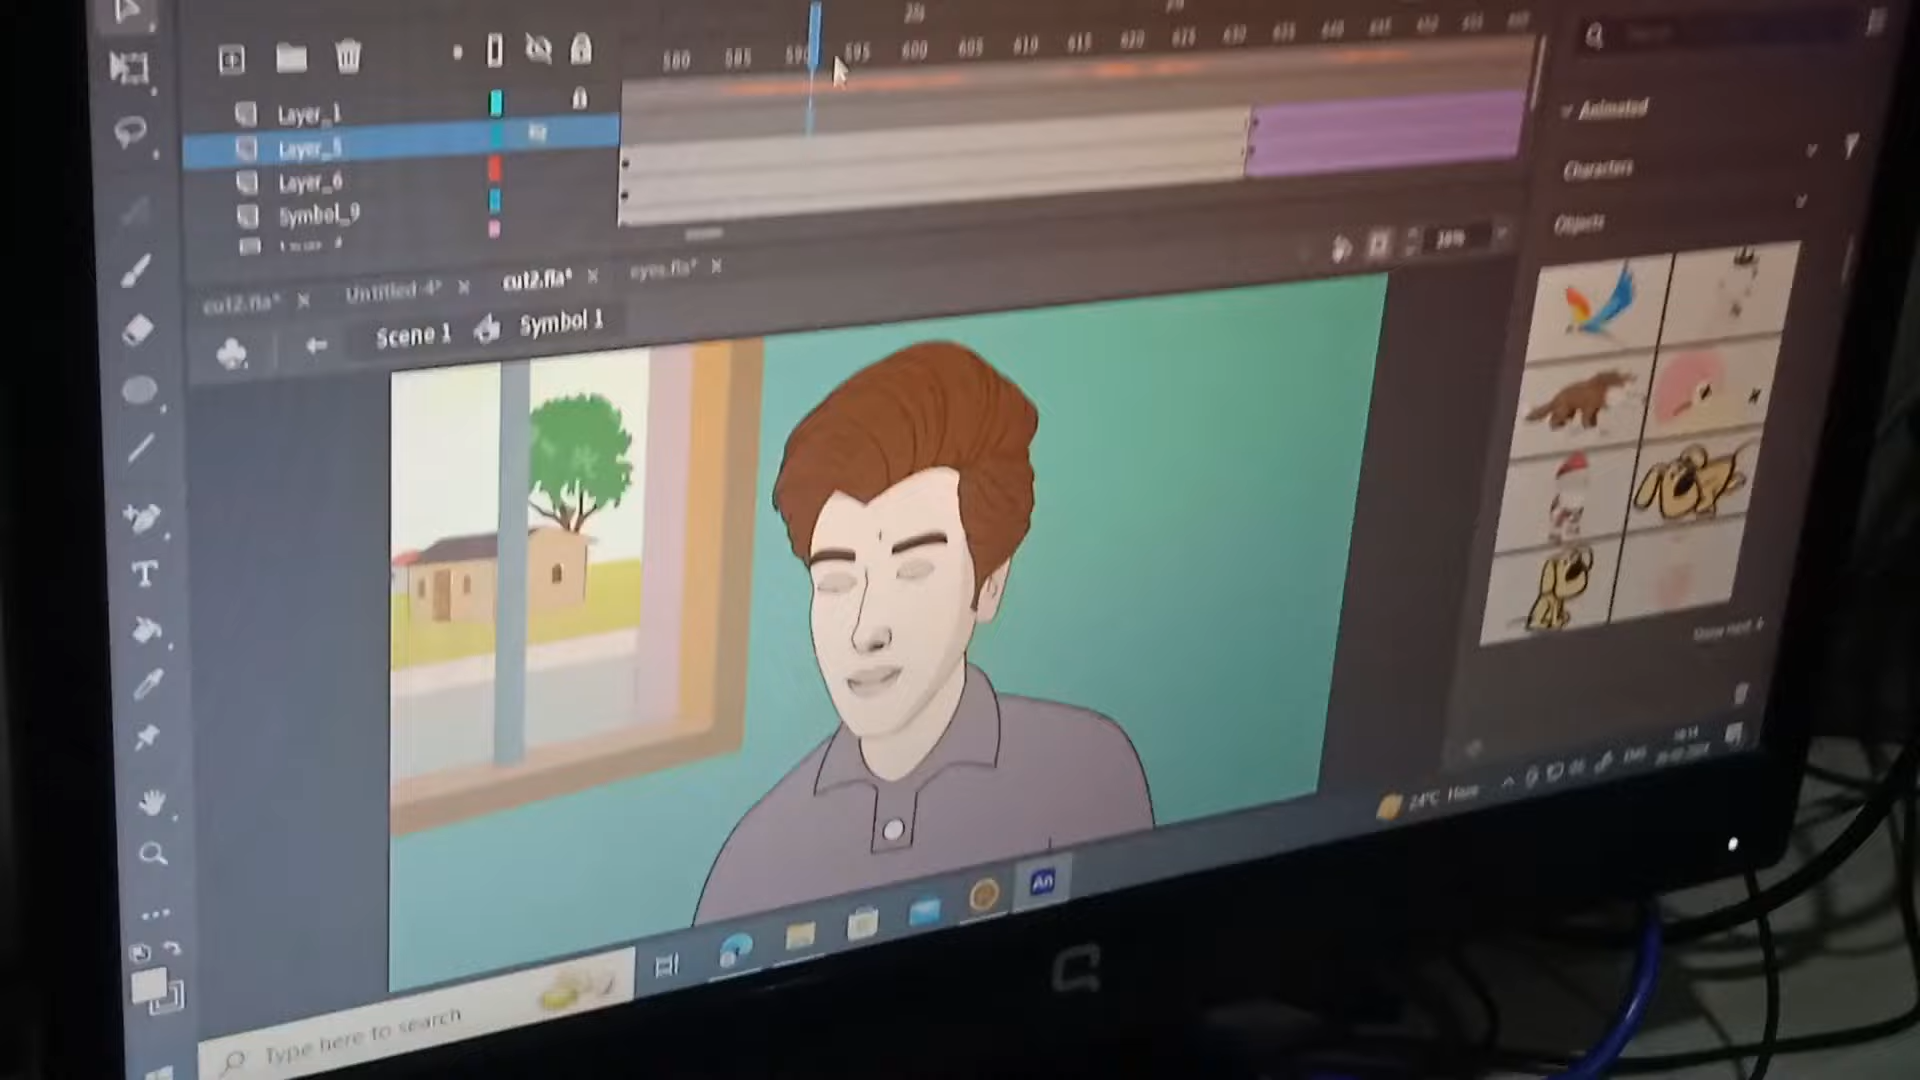 580 585 590 595 600 605 610 615 620 625 630 635 640 645 650 655
Layer_1
Layer_5
Layer_6
Symbol_9
Animated
Characters
Objects
cut2.fla* × Untitled-4* × cut2.fla* × eyes.fla* ×
Scene 1 Symbol 1
T
24°C Haze
An
Type here to search